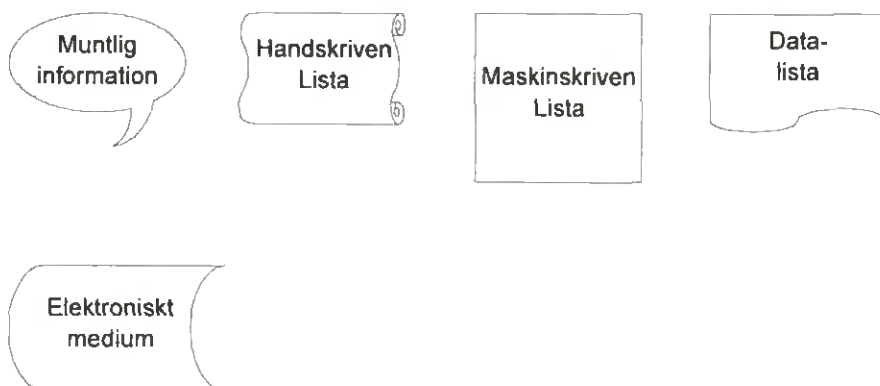 Muntlig
information
Handskriven
Lista
Maskinskriven
Lista
Data-
lista
Elektroniskt
medium